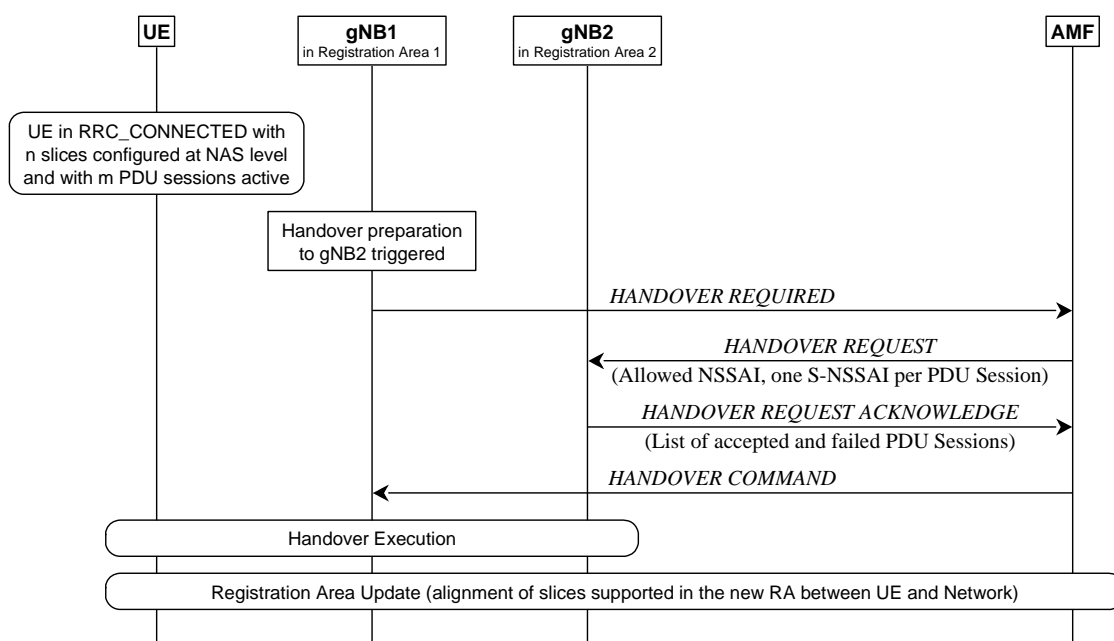 UE
gNB1
in Registration Area 1
gNB2
in Registration Area 2
AMF
UE in RRC_CONNECTED with
n slices configured at NAS level
and with m PDU sessions active
Handover preparation
to gNB2 triggered
HANDOVER REQUIRED
HANDOVER REQUEST
(Allowed NSSAI, one S-NSSAI per PDU Session)
HANDOVER REQUEST ACKNOWLEDGE
(List of accepted and failed PDU Sessions)
HANDOVER COMMAND
Handover Execution
Registration Area Update (alignment of slices supported in the new RA between UE and Network)